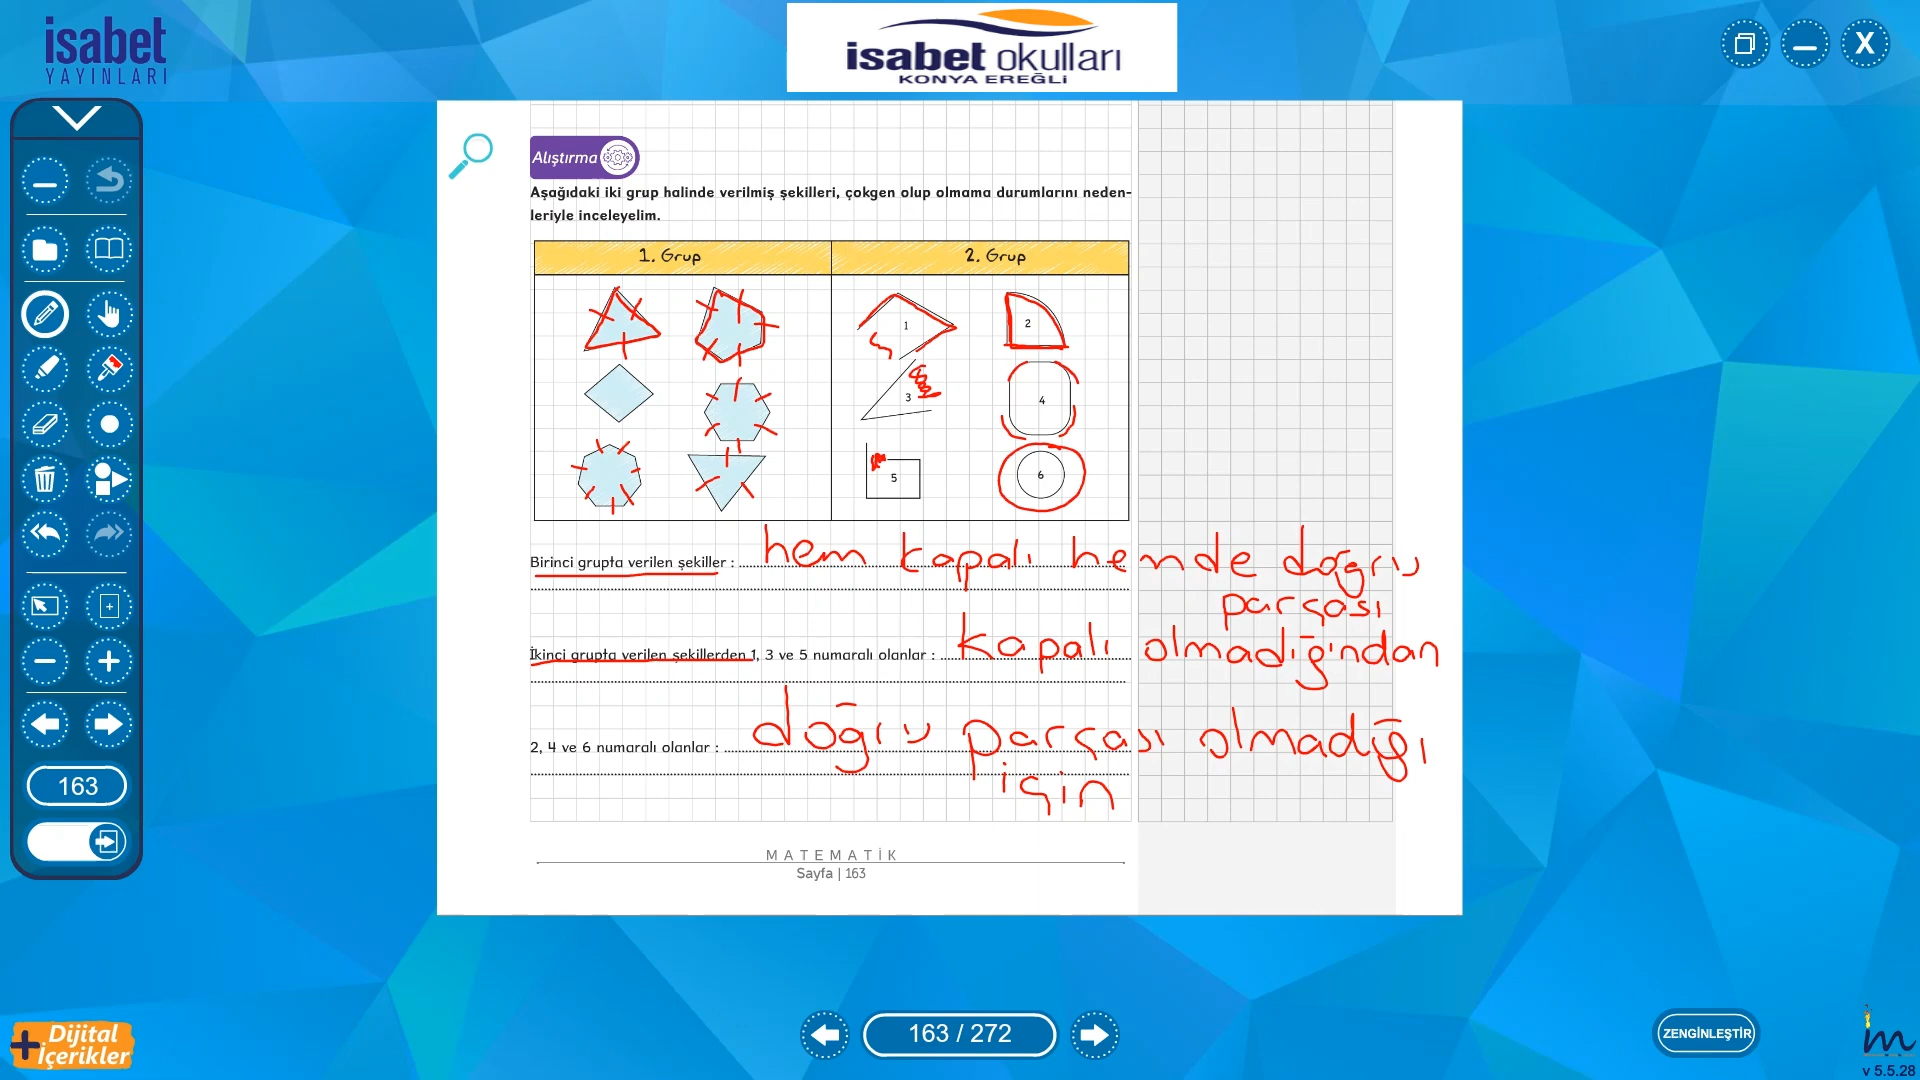 isabet
YAYINLARI
isabet okulları
KONYA EREĞLİ
X
Alıştırma
Aşağıdaki iki grup halinde verilmiş şekilleri, çokgen olup olmama durumlarını neden-
leriyle inceleyelim.
1. Grup
2. Grup
1
2
3
4
5
6
Birinci grupta verilen şekiller : hem kapalı hemde doğru
parçası
İkinci grupta verilen şekillerden 1, 3 ve 5 numaralı olanlar : kapalı olmadığından
2, 4 ve 6 numaralı olanlar : doğru parçası olmadığı
için
MATEMATİK
Sayfa | 163
163
163 / 272
+ Dijital
İçerikler
ZENGİNLEŞTİR
im
v 5.5.28